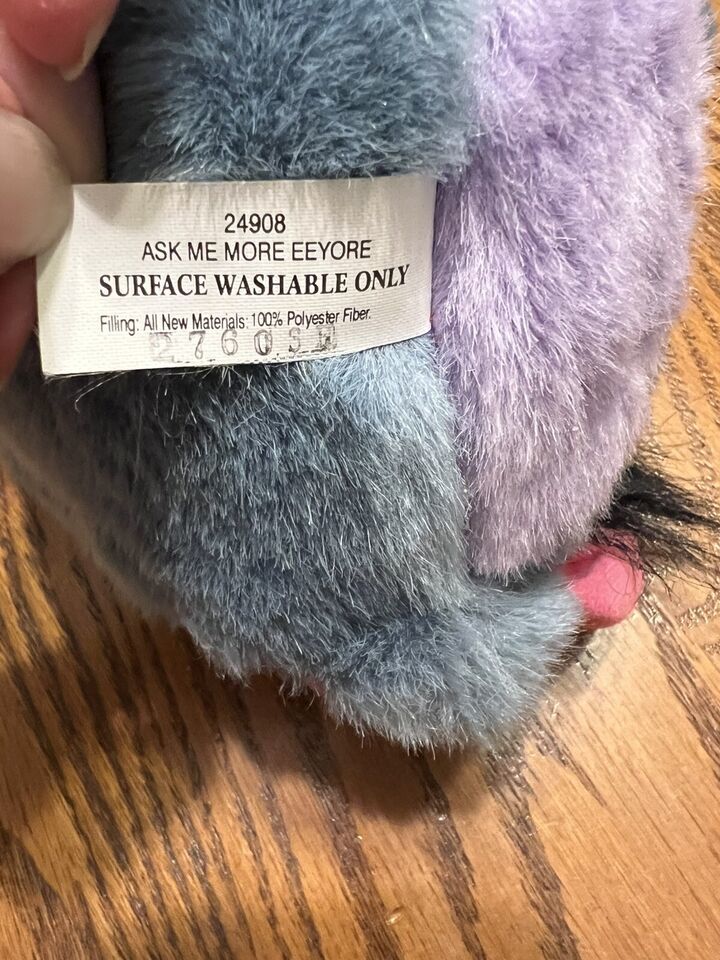 24908
ASK ME MORE EEYORE
SURFACE WASHABLE ONLY
Filling: All New Materials: 100% Polyester Fiber.